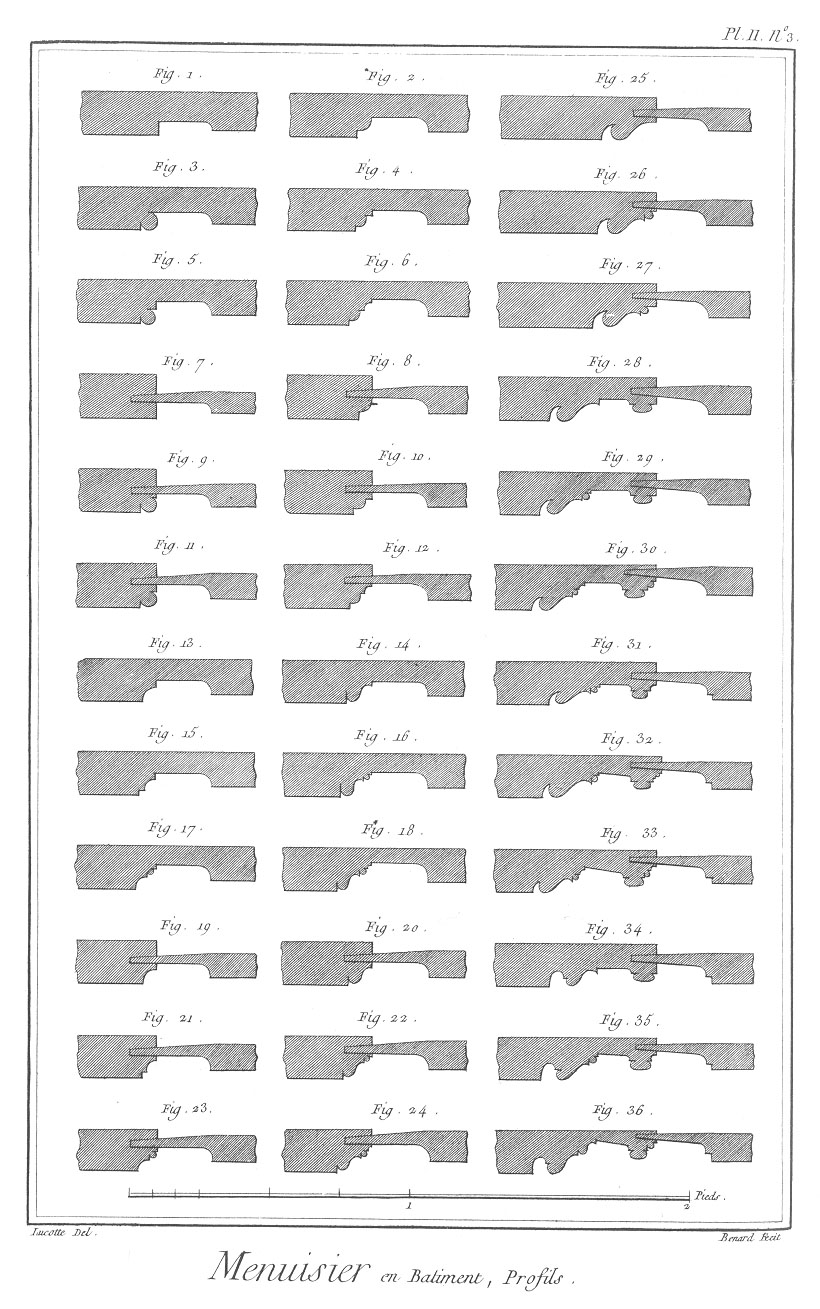 Pl. II. N.º 3.
Fig. 1. Fig. 2. Fig. 25.
Fig. 3. Fig. 4. Fig. 26.
Fig. 5. Fig. 6. Fig. 27.
Fig. 7. Fig. 8. Fig. 28.
Fig. 9. Fig. 10. Fig. 29.
Fig. 11. Fig. 12. Fig. 30.
Fig. 13. Fig. 14. Fig. 31.
Fig. 15. Fig. 16. Fig. 32.
Fig. 17. Fig. 18. Fig. 33.
Fig. 19. Fig. 20. Fig. 34.
Fig. 21. Fig. 22. Fig. 35.
Fig. 23. Fig. 24. Fig. 36.
1 2 Pieds.
Lucotte Del. Benard Fecit
Menuisier en Batiment, Profils.